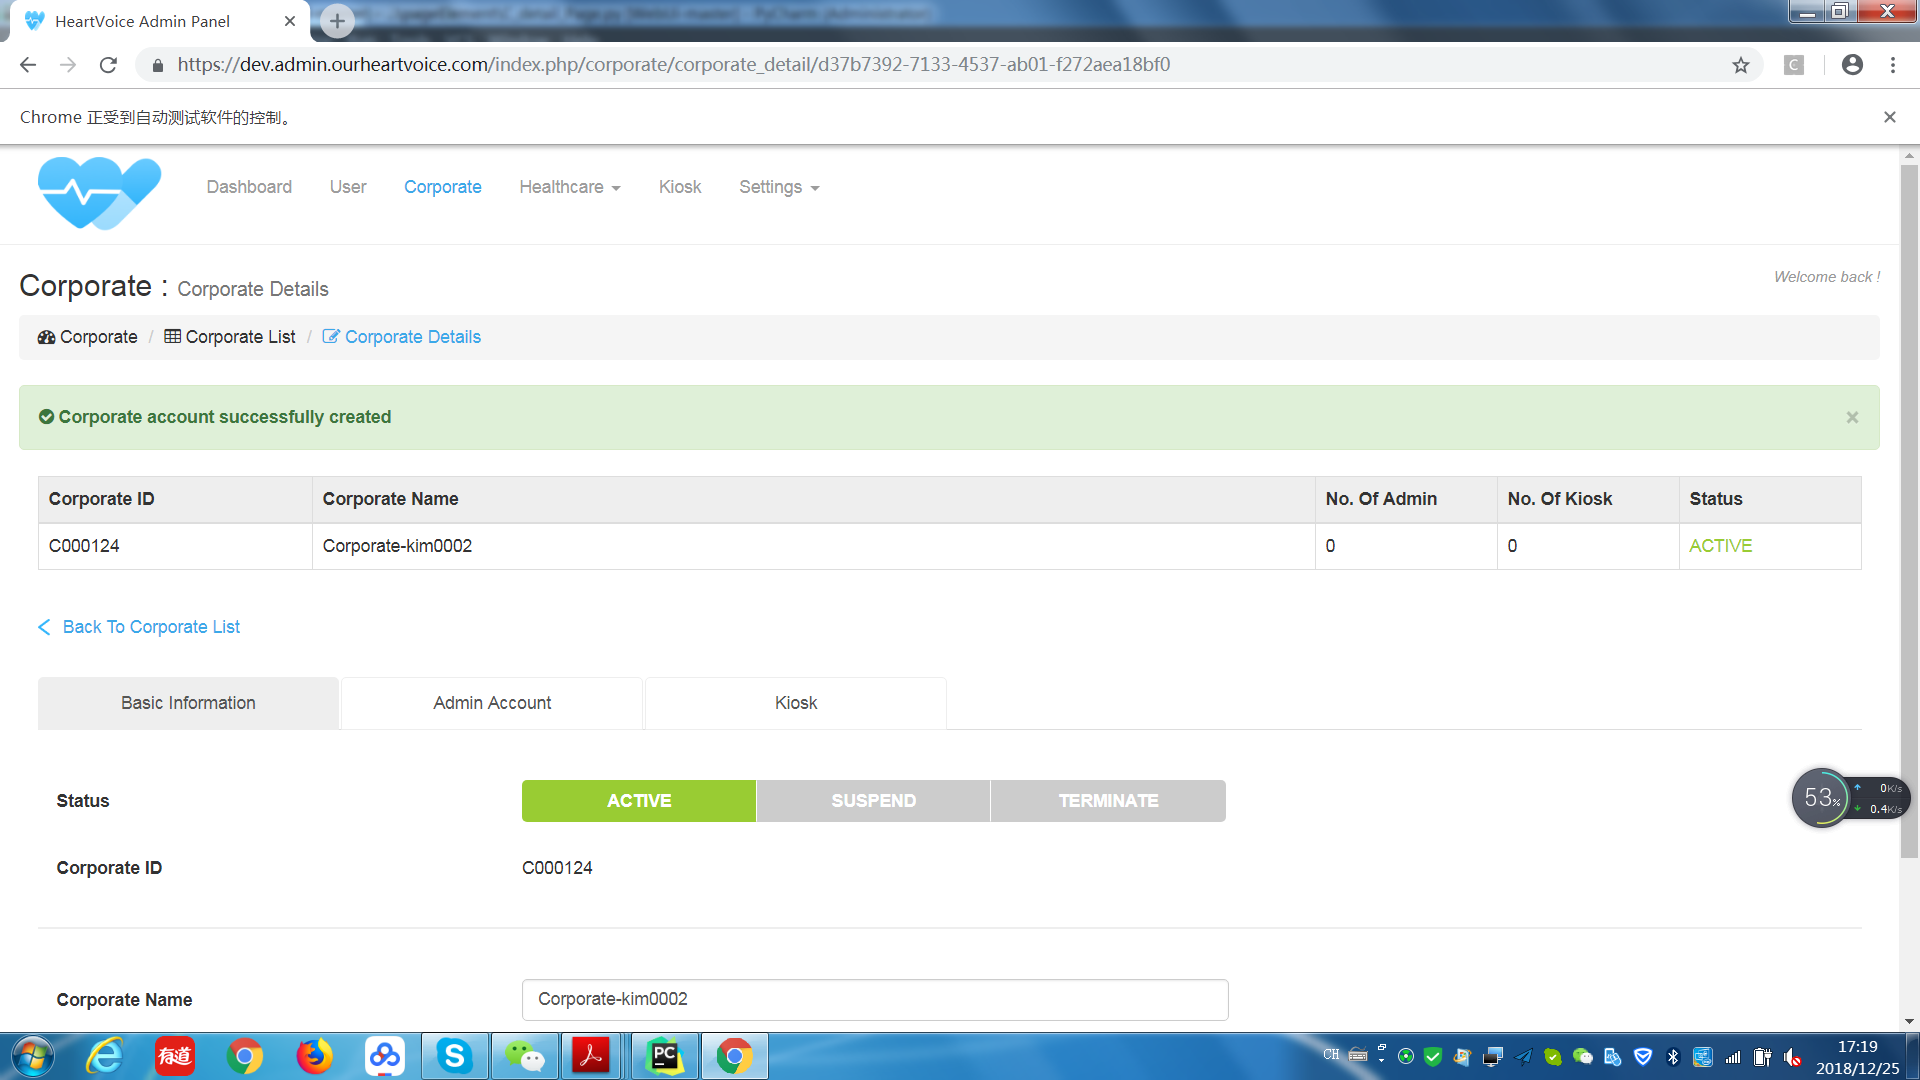 HeartVoice Admin Panel
https://dev.admin.ourheartvoice.com/index.php/corporate/corporate_detail/d37b7392-7133-4537-ab01-f272aea18bf0
C
Chrome 正受到自动测试软件的控制。
Dashboard User Corporate Healthcare Kiosk Settings
Corporate : Corporate Details
Welcome back !
Corporate / Corporate List / Corporate Details
Corporate account successfully created
Corporate ID Corporate Name No. Of Admin No. Of Kiosk Status
C000124 Corporate-kim0002 0 0 ACTIVE
Back To Corporate List
Basic Information Admin Account Kiosk
Status ACTIVE SUSPEND TERMINATE
53% 0K/s
0.4K/s
Corporate ID C000124
Corporate Name Corporate-kim0002
有道
PC
CH
17:19
2018/12/25